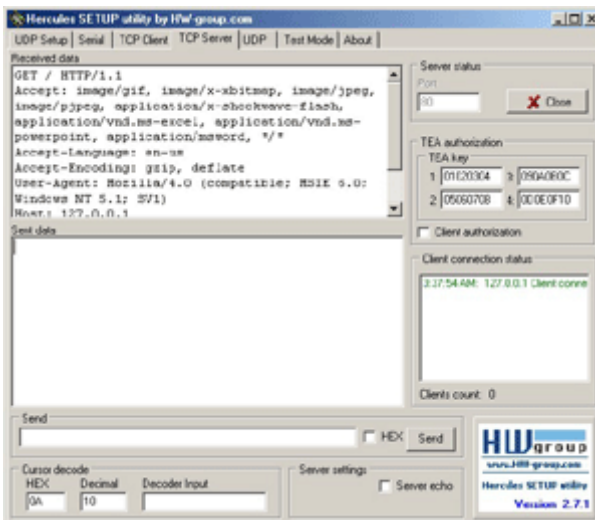 Hercules SETUP utility by HW-group.com
UDP Setup Serial TCP Client TCP Server UDP Test Mode About
Received data
GET / HTTP/1.1
Accept: image/gif, image/x-xbitmap, image/jpeg,
image/pjpeg, application/x-shockwave-flash,
application/vnd.ms-excel, application/vnd.ms-
powerpoint, application/msword, */*
Accept-Language: en-us
Accept-Encoding: gzip, deflate
User-Agent: Mozilla/4.0 (compatible; MSIE 6.0;
Windows NT 5.1; SV1)
Host: 127.0.0.1
Sent data
Server status
Port
80
Close
TEA authorization
TEA key
1: 01020304 3: 090A0B0C
2: 05060708 4: 0D0E0F10
Client authorization
Client connection status
3:37:54 AM: 127.0.0.1 Client conne
Clients count: 0
Send
HEX Send
Cursor decode
HEX Decimal Decoder Input
0A 10
Server settings
Server echo
HWgroup
www.HW-group.com
Hercules SETUP utility
Version 2.7.1